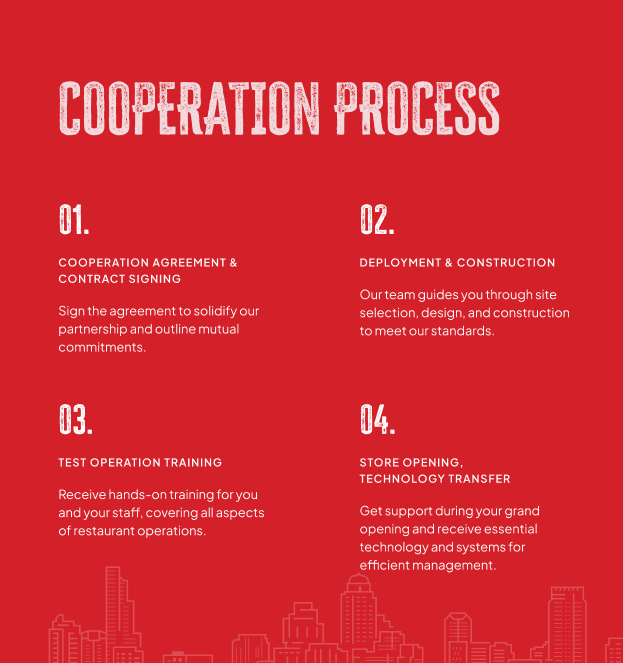 COOPERATION PROCESS
01.
COOPERATION AGREEMENT &
CONTRACT SIGNING
Sign the agreement to solidify our
partnership and outline mutual
commitments.
02.
DEPLOYMENT & CONSTRUCTION
Our team guides you through site
selection, design, and construction
to meet our standards.
03.
TEST OPERATION TRAINING
Receive hands-on training for you
and your staff, covering all aspects
of restaurant operations.
04.
STORE OPENING,
TECHNOLOGY TRANSFER
Get support during your grand
opening and receive essential
technology and systems for
efficient management.